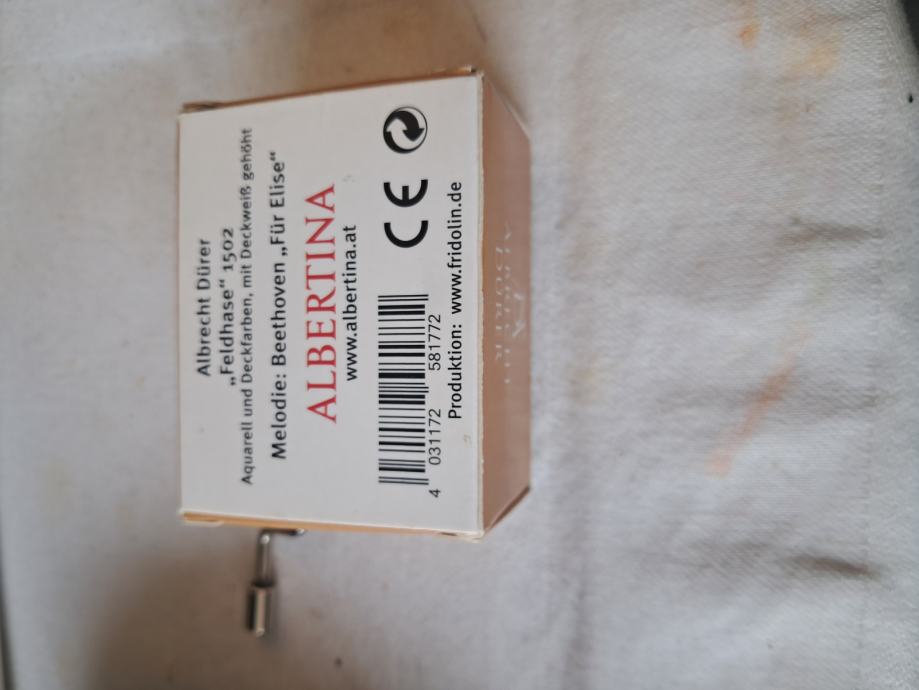 Albrecht Dürer
„Feldhase“ 1502
Aquarell und Deckfarben, mit Deckweiß gehöht
Melodie: Beethoven „Für Elise“
ALBERTINA
www.albertina.at
CE
4 031172 581772
Produktion: www.fridolin.de